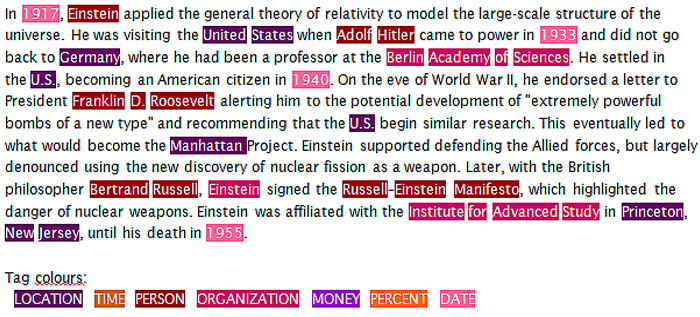 In 1917, Einstein applied the general theory of relativity to model the large-scale structure of the
universe. He was visiting the United States when Adolf Hitler came to power in 1933 and did not go
back to Germany, where he had been a professor at the Berlin Academy of Sciences. He settled in
the U.S., becoming an American citizen in 1940. On the eve of World War II, he endorsed a letter to
President Franklin D. Roosevelt alerting him to the potential development of "extremely powerful
bombs of a new type" and recommending that the U.S. begin similar research. This eventually led to
what would become the Manhattan Project. Einstein supported defending the Allied forces, but largely
denounced using the new discovery of nuclear fission as a weapon. Later, with the British
philosopher Bertrand Russell, Einstein signed the Russell–Einstein Manifesto, which highlighted the
danger of nuclear weapons. Einstein was affiliated with the Institute for Advanced Study in Princeton,
New Jersey, until his death in 1955.
Tag colours:
LOCATION TIME PERSON ORGANIZATION MONEY PERCENT DATE